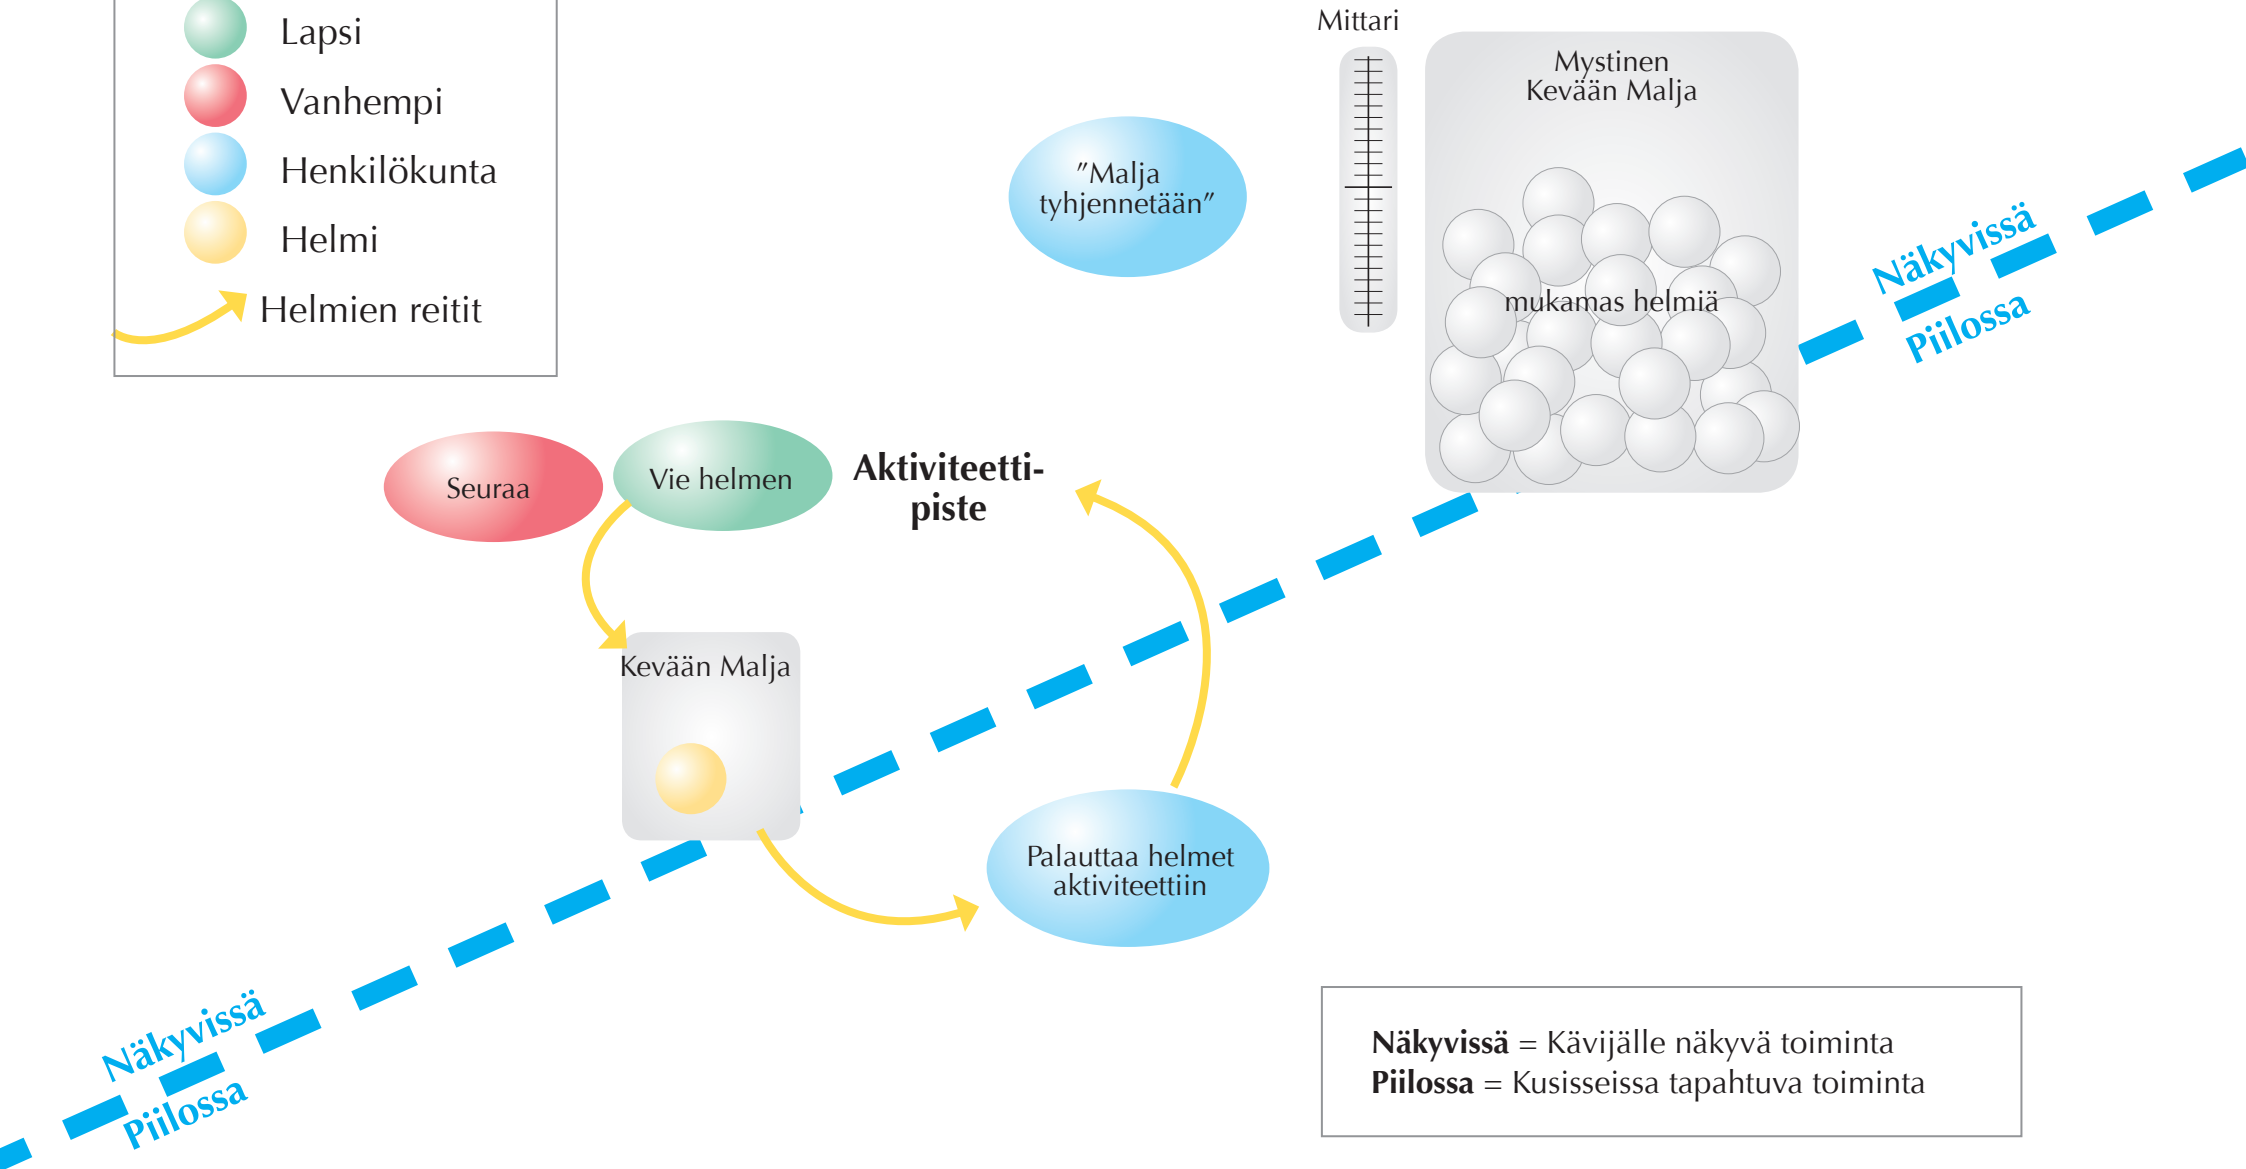 Lapsi
Vanhempi
Henkilökunta
Helmi
Helmien reitit
Mittari
Mystinen
Kevään Malja
mukamas helmiä
”Malja
tyhjennetään”
Näkyvissä
Piilossa
Seuraa
Vie helmen
Aktiviteetti-
piste
Kevään Malja
Palauttaa helmet
aktiviteettiin
Näkyvissä
Piilossa
Näkyvissä = Kävijälle näkyvä toiminta
Piilossa = Kusisseissa tapahtuva toiminta